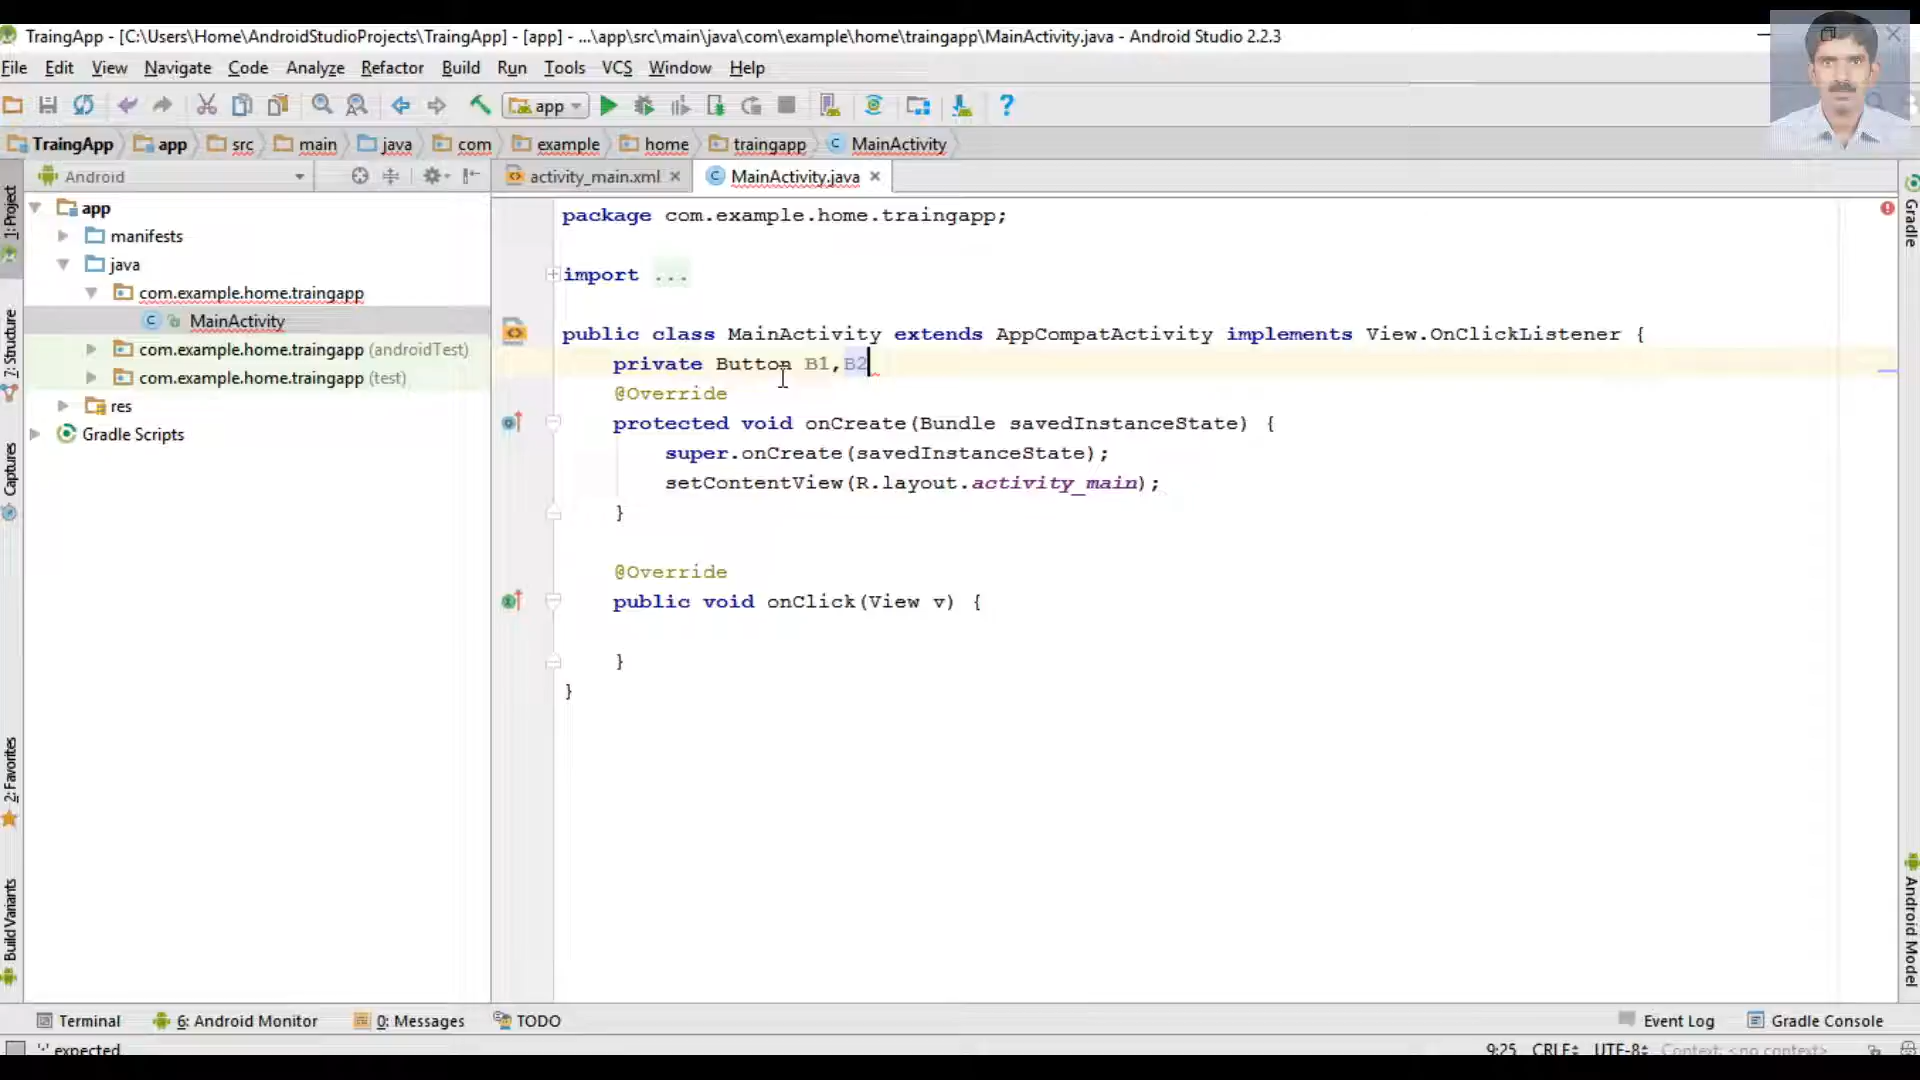 TraingApp - [C:\Users\Home\AndroidStudioProjects\TraingApp] - [app] - ...\app\src\main\java\com\example\home\traingapp\MainActivity.java - Android Studio 2.2.3
File Edit View Navigate Code Analyze Refactor Build Run Tools VCS Window Help
app
TraingApp app src main java com example home traingapp MainActivity
Android
activity_main.xml MainActivity.java
1: Project
7: Structure
Captures
2: Favorites
Build Variants
app
manifests
java
com.example.home.traingapp
MainActivity
com.example.home.traingapp (androidTest)
com.example.home.traingapp (test)
res
Gradle Scripts
package com.example.home.traingapp;
import ...
public class MainActivity extends AppCompatActivity implements View.OnClickListener {
private Button B1,B2
@Override
protected void onCreate(Bundle savedInstanceState) {
super.onCreate(savedInstanceState);
setContentView(R.layout.activity_main);
}
@Override
public void onClick(View v) {
}
}
Gradle
Android Model
Terminal 6: Android Monitor 0: Messages TODO Event Log Gradle Console
';' expected 9:25 CRLF UTF-8 Context: <no context>